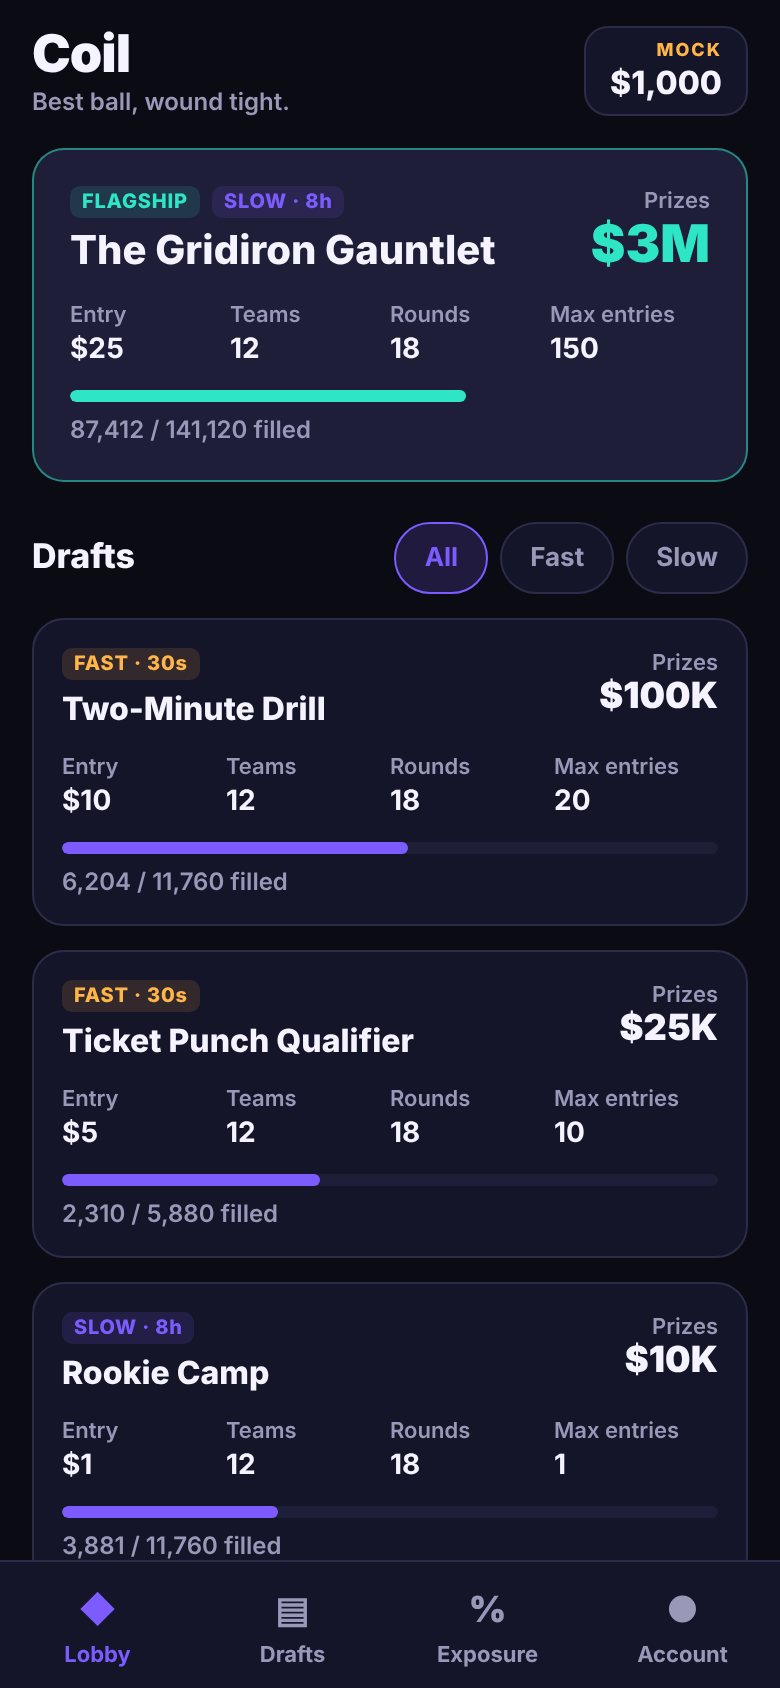 Coil
MOCK
$1,000
Best ball, wound tight.
FLAGSHIP SLOW · 8h
Prizes
The Gridiron Gauntlet
$3M
Entry Teams Rounds Max entries
$25 12 18 150
87,412 / 141,120 filled
Drafts
All Fast Slow
FAST · 30s
Prizes
Two-Minute Drill
$100K
Entry Teams Rounds Max entries
$10 12 18 20
6,204 / 11,760 filled
FAST · 30s
Prizes
Ticket Punch Qualifier
$25K
Entry Teams Rounds Max entries
$5 12 18 10
2,310 / 5,880 filled
SLOW · 8h
Prizes
Rookie Camp
$10K
Entry Teams Rounds Max entries
$1 12 18 1
3,881 / 11,760 filled
%
Lobby Drafts Exposure Account